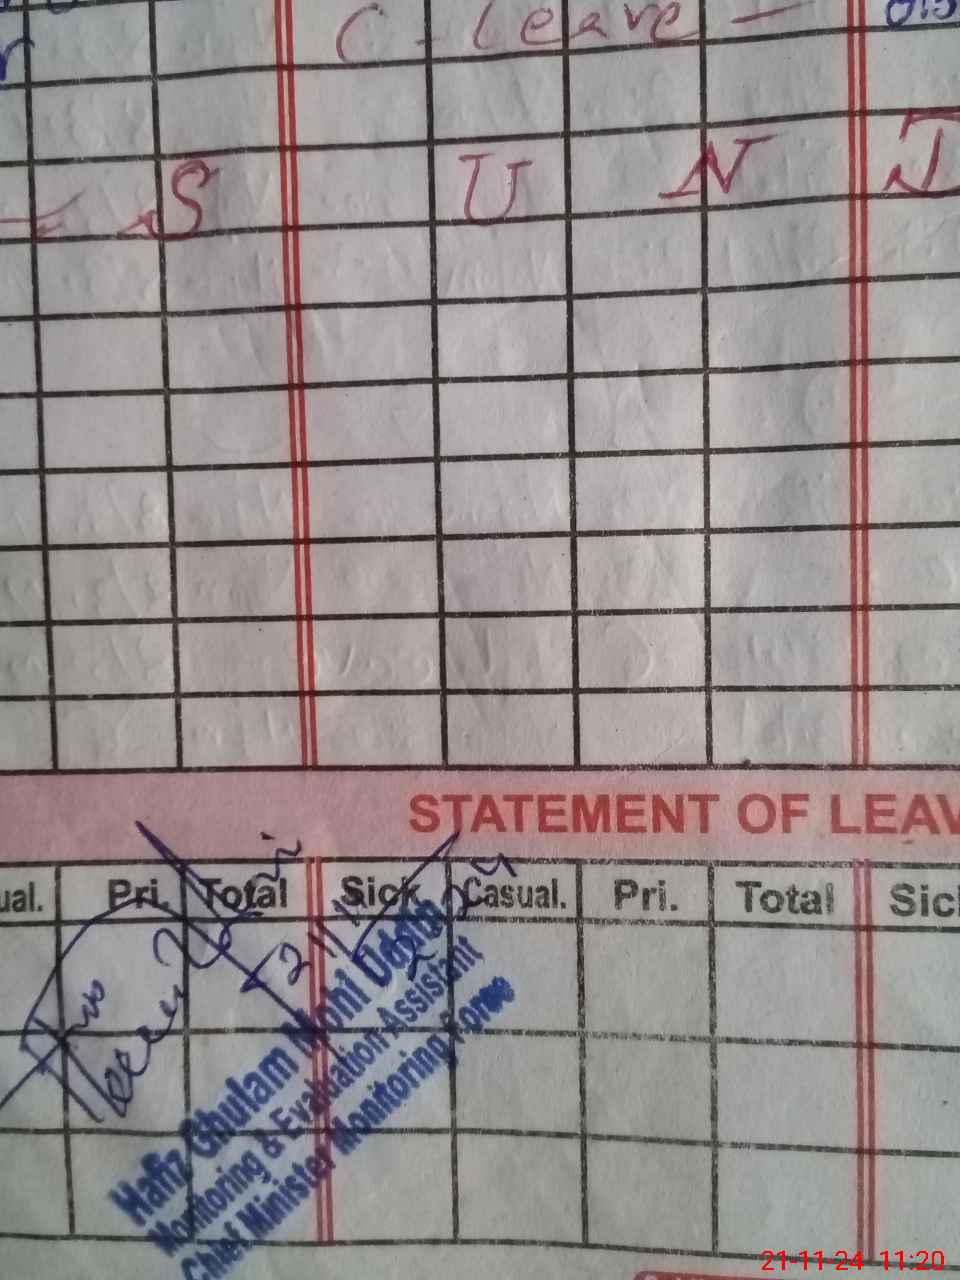 C - Leave -
S U N
STATEMENT OF LEAV
ual. Pri. Total Sick Casual. Pri. Total Sic
Hafiz Ghulam Mohi Uddin
Monitoring & Evaluation Assistant
Chief Minister Monitoring Force
21-11-24 11:20